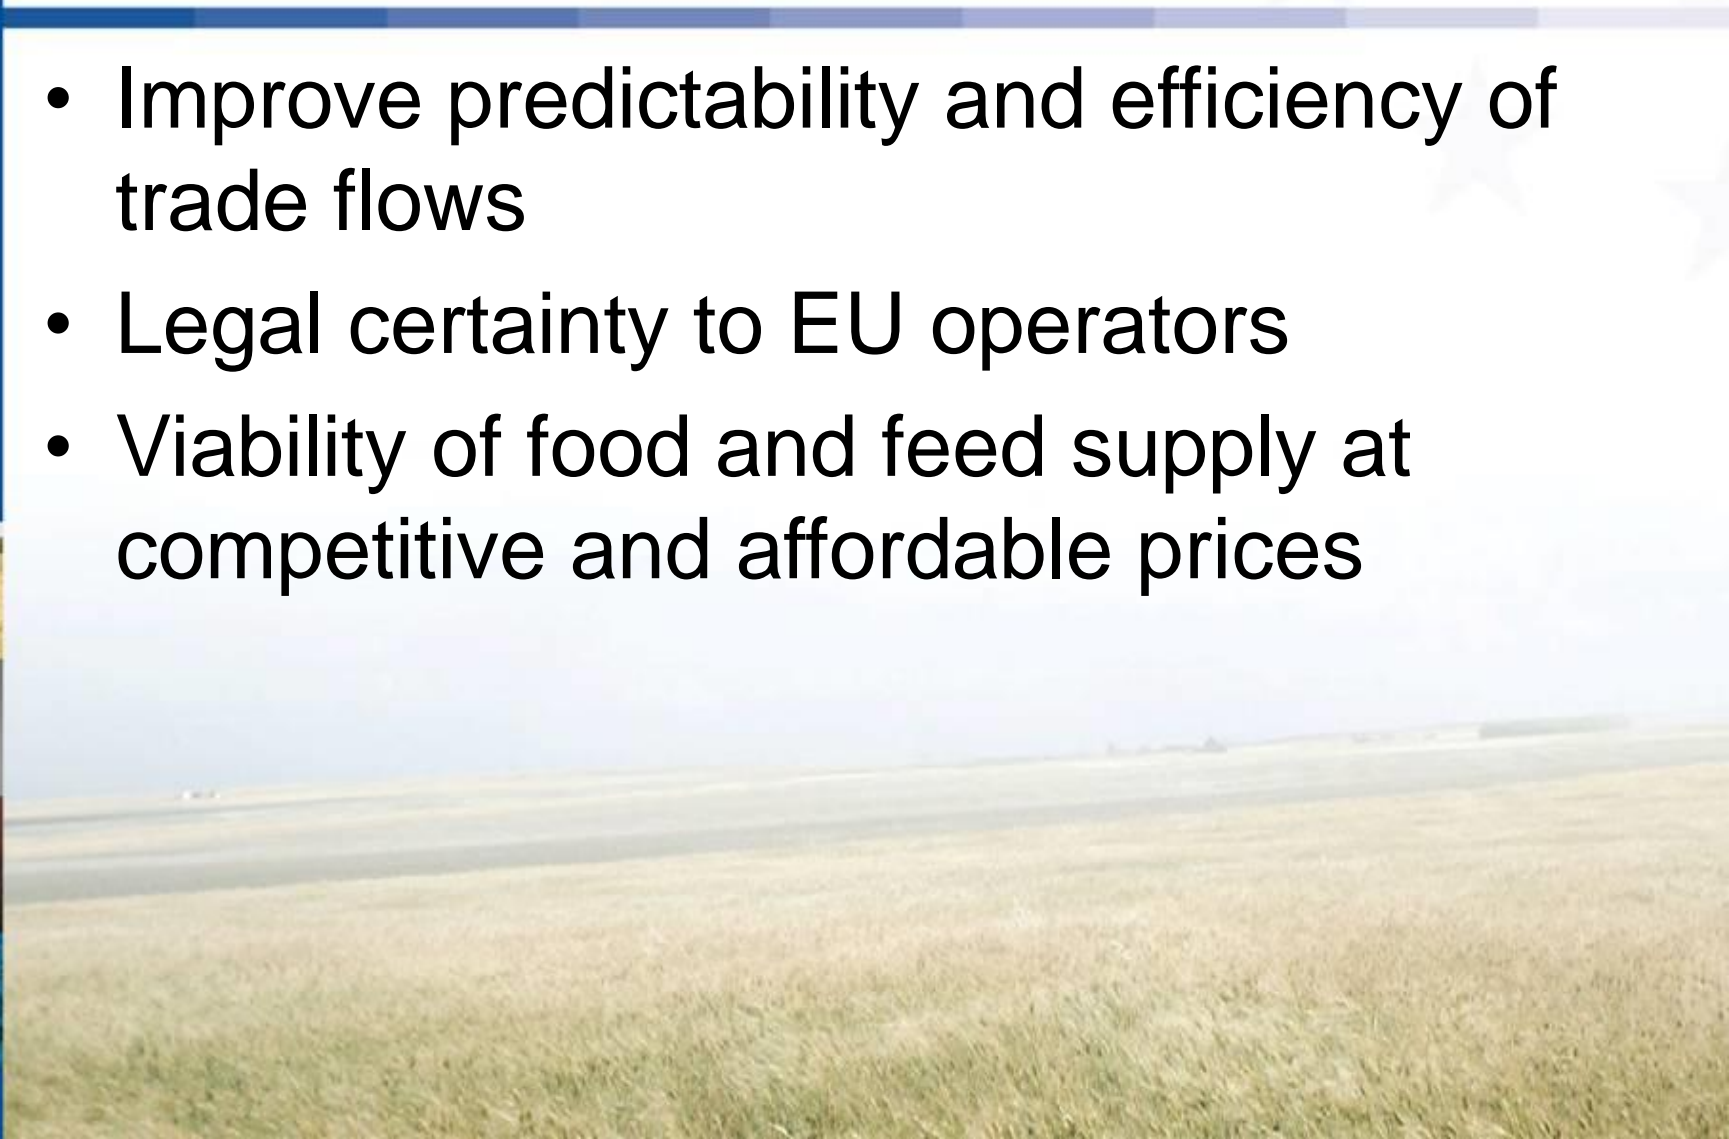 • Improve predictability and efficiency of
trade flows
• Legal certainty to EU operators
• Viability of food and feed supply at
competitive and affordable prices